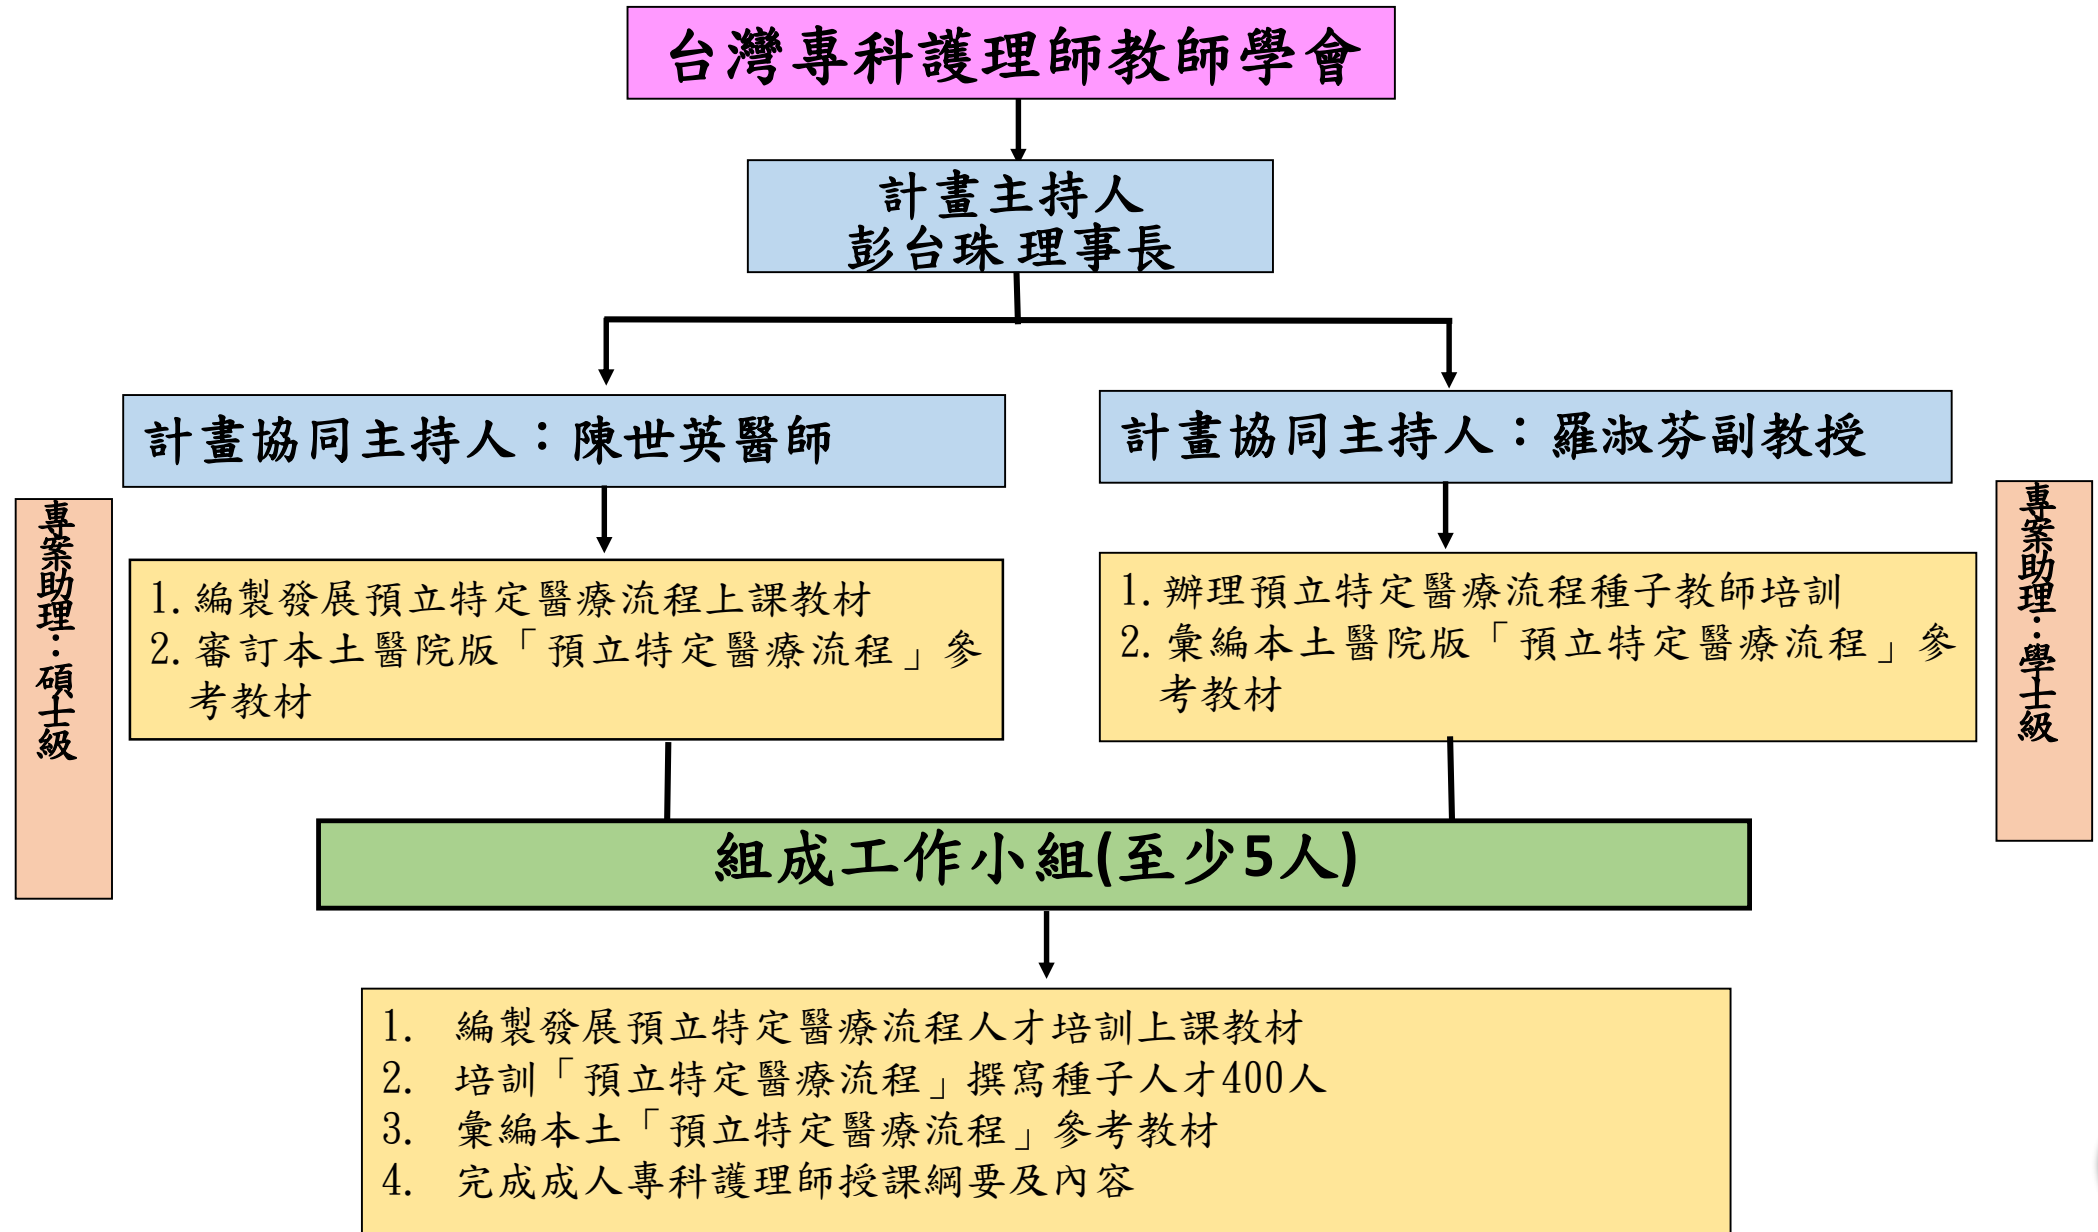 台灣專科護理師教師學會
計畫主持人
彭台珠 理事長
計畫協同主持人：陳世英醫師
計畫協同主持人：羅淑芬副教授
專案助理：碩士級
1. 編製發展預立特定醫療流程上課教材
2. 審訂本土醫院版「預立特定醫療流程」參
考教材
1. 辦理預立特定醫療流程種子教師培訓
2. 彙編本土醫院版「預立特定醫療流程」參
考教材
專案助理：學士級
組成工作小組(至少5人)
1. 編製發展預立特定醫療流程人才培訓上課教材
2. 培訓「預立特定醫療流程」撰寫種子人才400人
3. 彙編本土「預立特定醫療流程」參考教材
4. 完成成人專科護理師授課綱要及內容